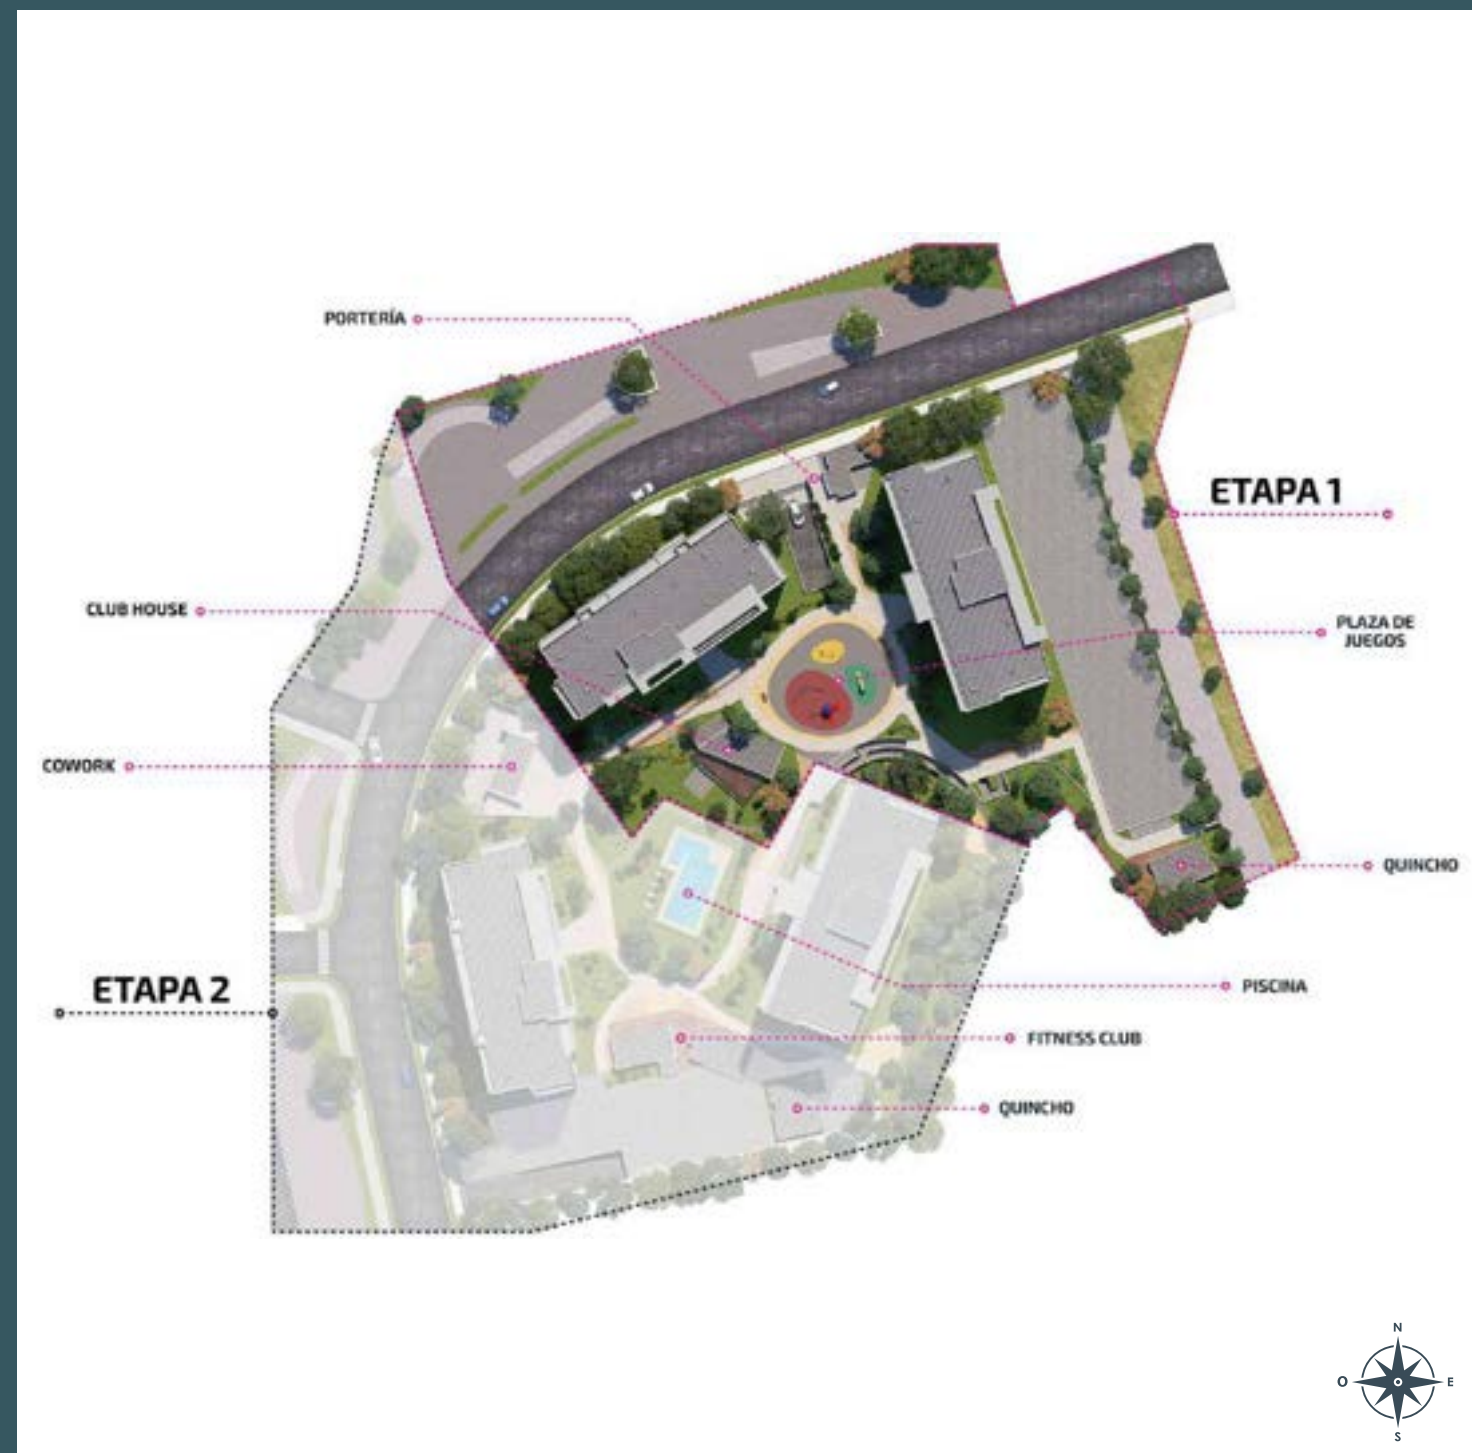 PORTERÍA
ETAPA 1
CLUB HOUSE
PLAZA DE
JUEGOS
COWORK
QUINCHO
ETAPA 2
PISCINA
FITNESS CLUB
QUINCHO
N
O
E
S